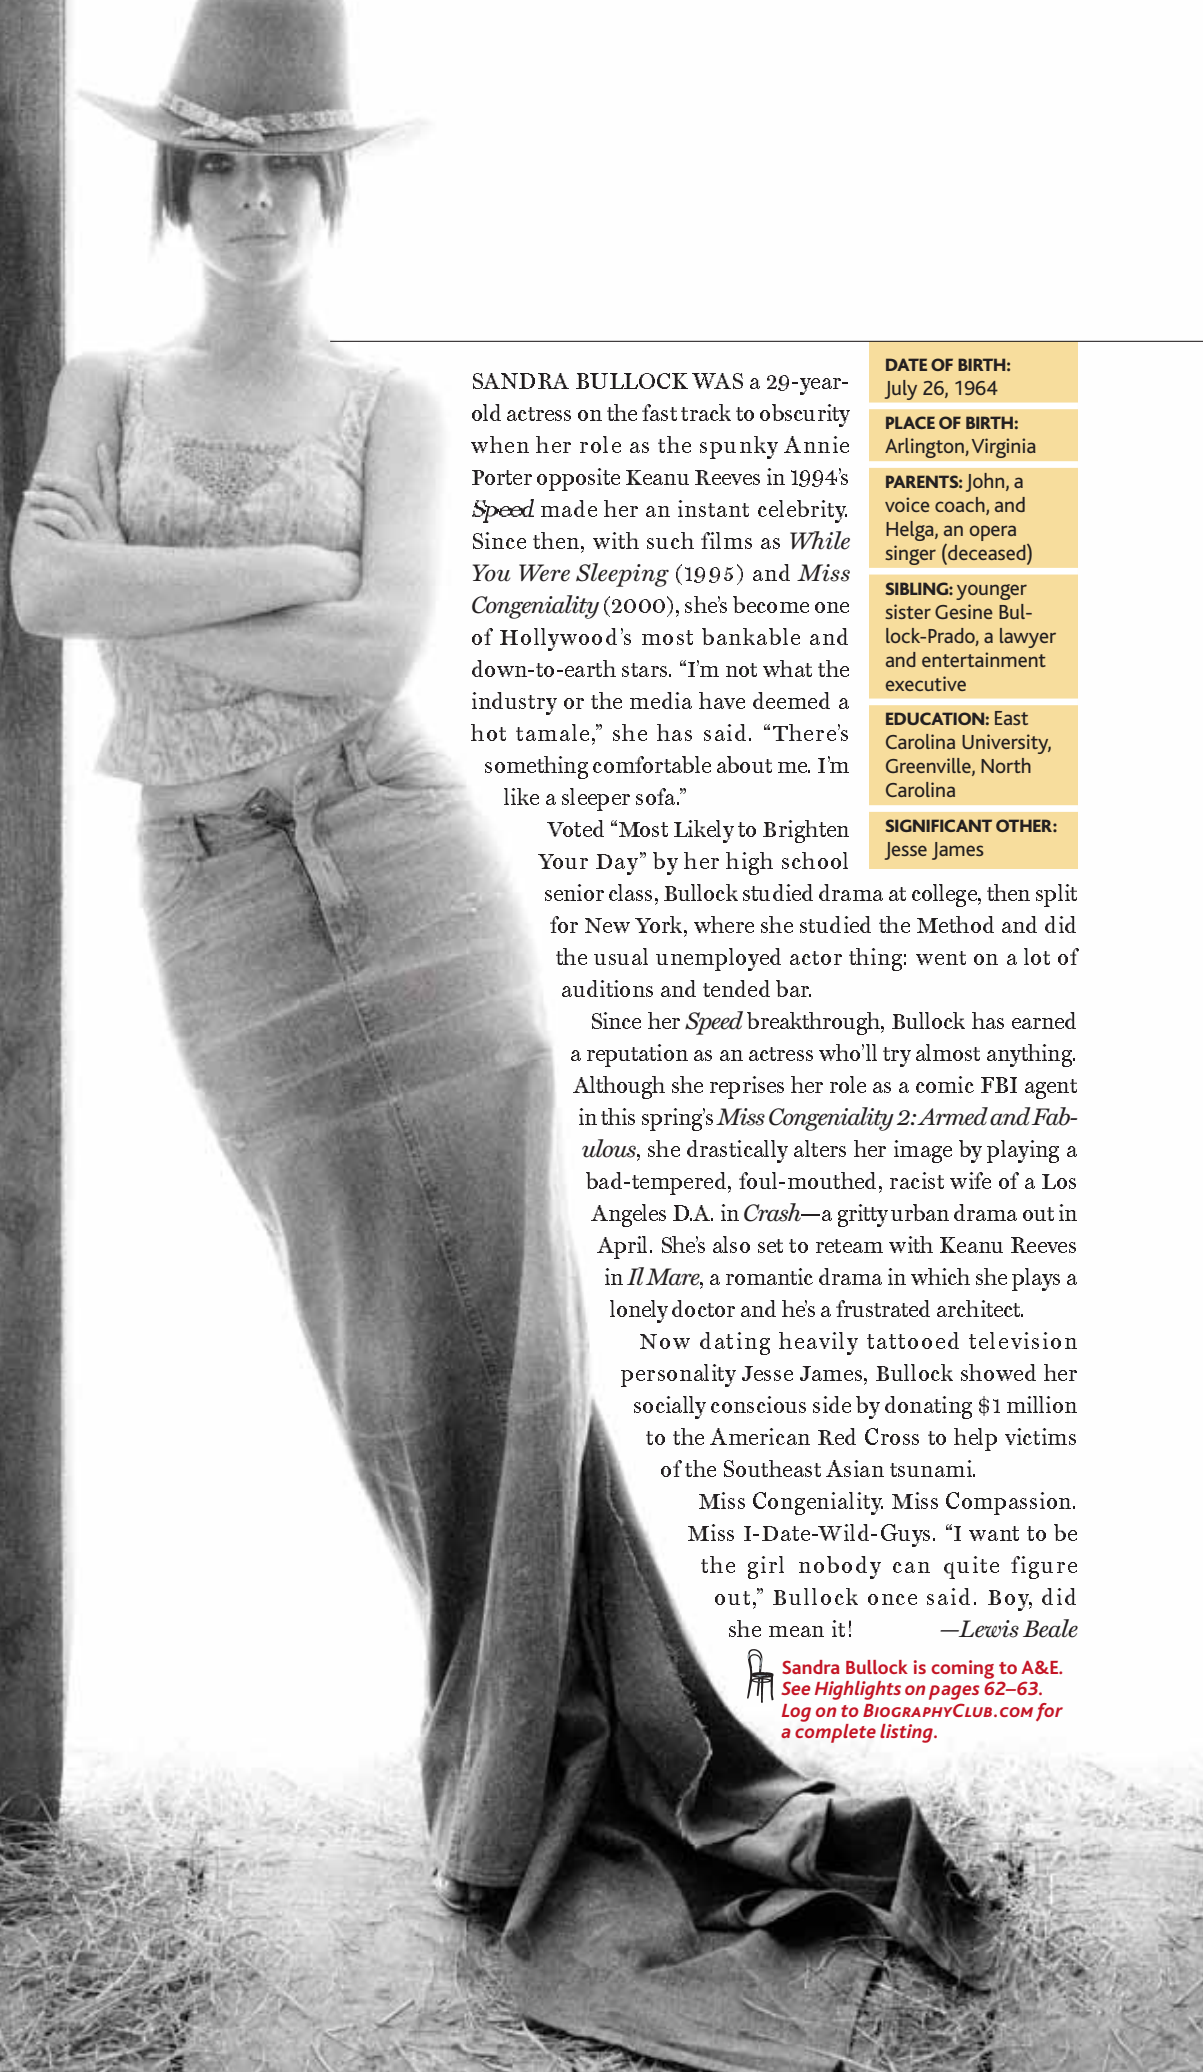 SANDRA BULLOCK WAS a 29-year-
old actress on the fast track to obscurity
when her role as the spunky Annie
Porter opposite Keanu Reeves in 1994's
Speed made her an instant celebrity.
Since then, with such films as While
You Were Sleeping (1995) and Miss
Congeniality (2000), she's become one
of Hollywood's most bankable and
down-to-earth stars. “I'm not what the
industry or the media have deemed a
hot tamale,” she has said. “There's
something comfortable about me. I'm
like a sleeper sofa.”
Voted “Most Likely to Brighten
Your Day” by her high school
senior class, Bullock studied drama at college, then split
for New York, where she studied the Method and did
the usual unemployed actor thing: went on a lot of
auditions and tended bar.
Since her Speed breakthrough, Bullock has earned
a reputation as an actress who'll try almost anything.
Although she reprises her role as a comic FBI agent
in this spring's Miss Congeniality 2: Armed and Fab-
ulous, she drastically alters her image by playing a
bad-tempered, foul-mouthed, racist wife of a Los
Angeles D.A. in Crash—a gritty urban drama out in
April. She's also set to reteam with Keanu Reeves
in Il Mare, a romantic drama in which she plays a
lonely doctor and he's a frustrated architect.
Now dating heavily tattooed television
personality Jesse James, Bullock showed her
socially conscious side by donating $1 million
to the American Red Cross to help victims
of the Southeast Asian tsunami.
Miss Congeniality. Miss Compassion.
Miss I-Date-Wild-Guys. “I want to be
the girl nobody can quite figure
out,” Bullock once said. Boy, did
she mean it! —Lewis Beale
Sandra Bullock is coming to A&E.
See Highlights on pages 62–63.
Log on to BIOGRAPHYCLUB.COM for
a complete listing.
DATE OF BIRTH:
July 26, 1964
PLACE OF BIRTH:
Arlington, Virginia
PARENTS: John, a
voice coach, and
Helga, an opera
singer (deceased)
SIBLING: younger
sister Gesine Bul-
lock-Prado, a lawyer
and entertainment
executive
EDUCATION: East
Carolina University,
Greenville, North
Carolina
SIGNIFICANT OTHER:
Jesse James